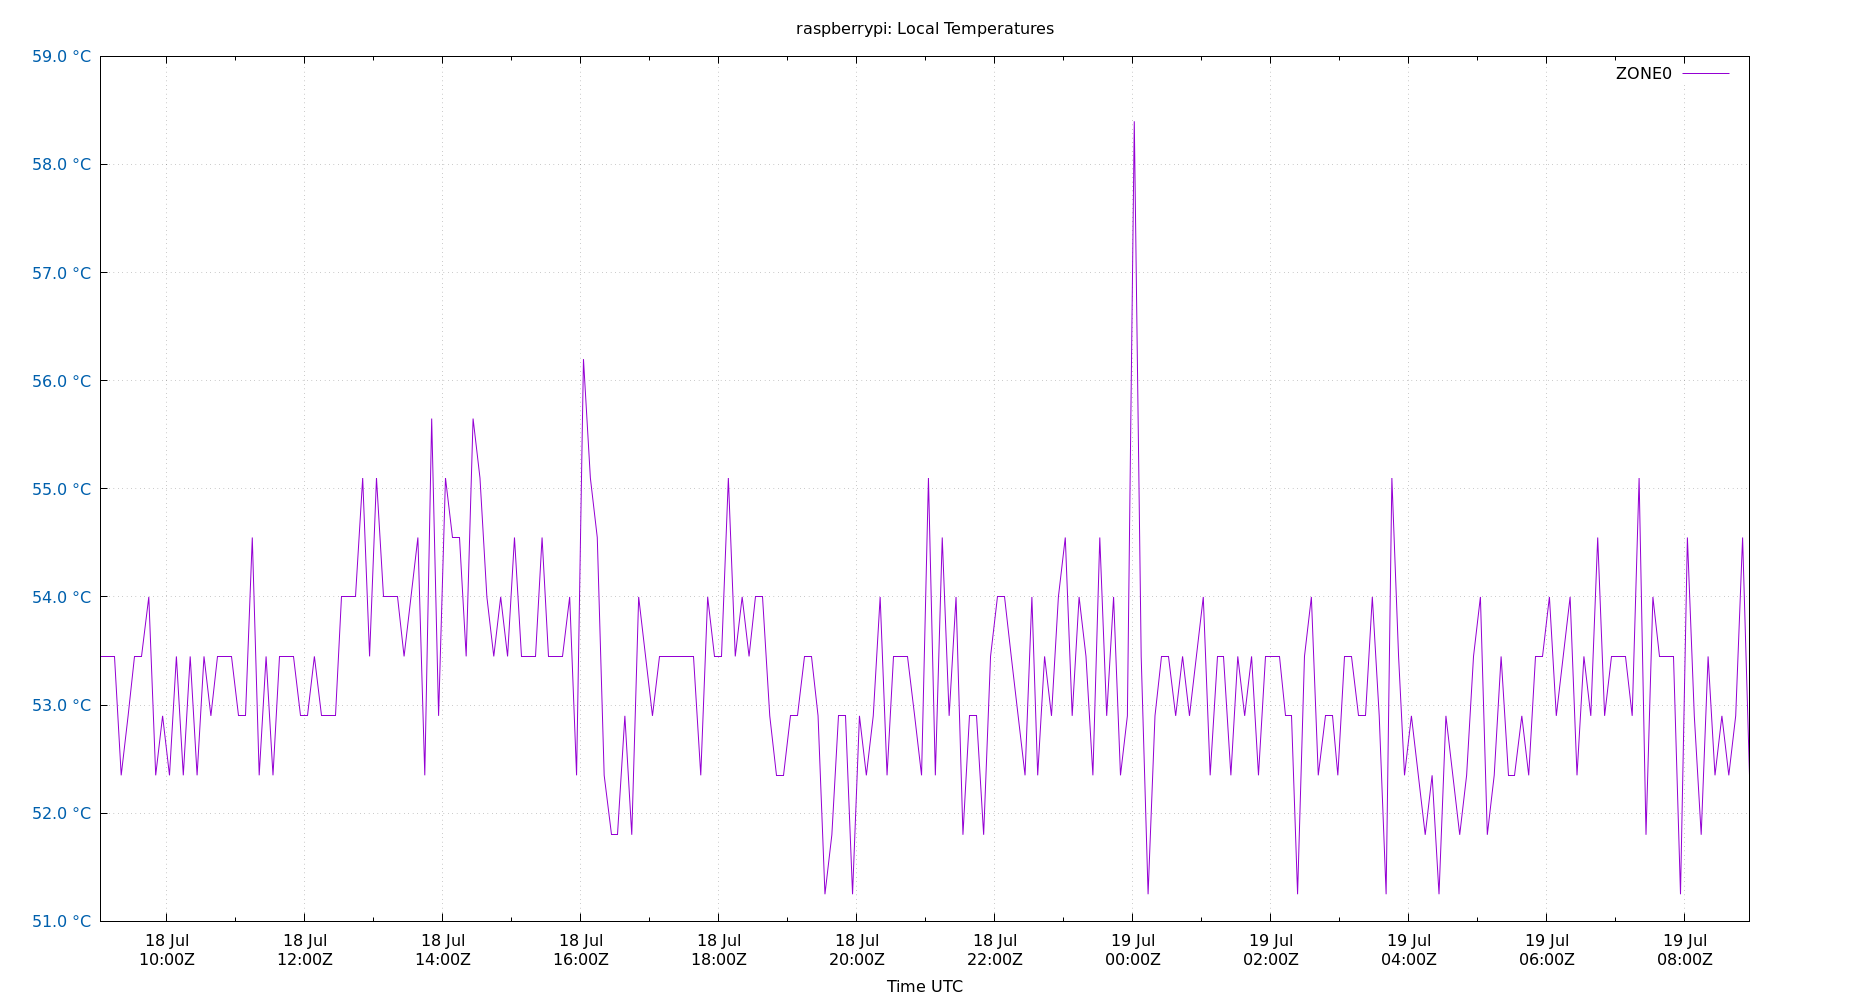 raspberrypi: Local Temperatures
59.0 °C
ZONE0
58.0 °C
57.0 °C
56.0 °C
55.0 °C
54.0 °C
53.0 °C
52.0 °C
51.0 °C
18 Jul 18 Jul 18 Jul 18 Jul 18 Jul 18 Jul 18 Jul 19 Jul 19 Jul 19 Jul 19 Jul 19 Jul
10:00Z 12:00Z 14:00Z 16:00Z 18:00Z 20:00Z 22:00Z 00:00Z 02:00Z 04:00Z 06:00Z 08:00Z
Time UTC